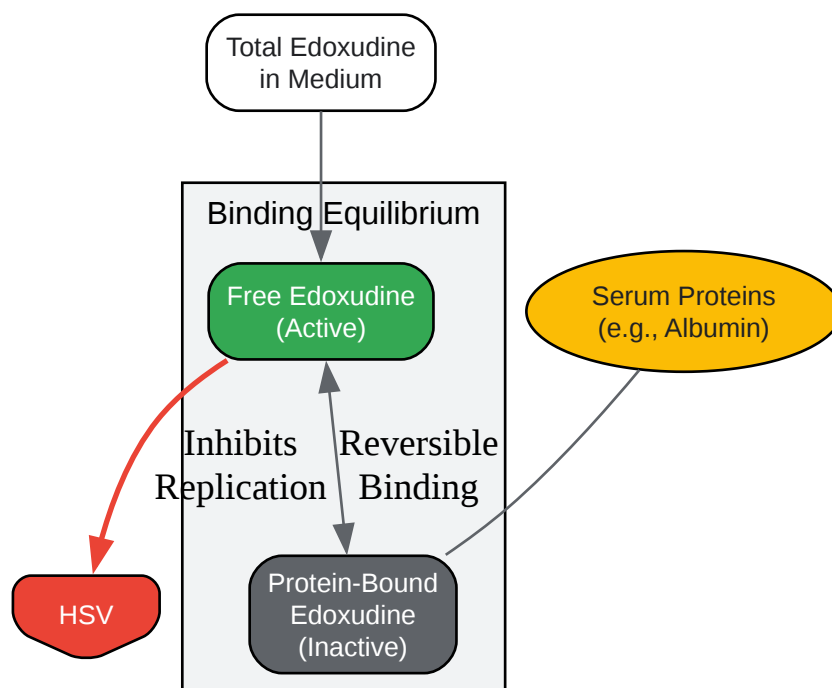 Total Edoxudine
in Medium
Binding Equilibrium
Free Edoxudine
(Active)
Serum Proteins
(e.g., Albumin)
Inhibits
Replication
Reversible
Binding
HSV
Protein-Bound
Edoxudine
(Inactive)